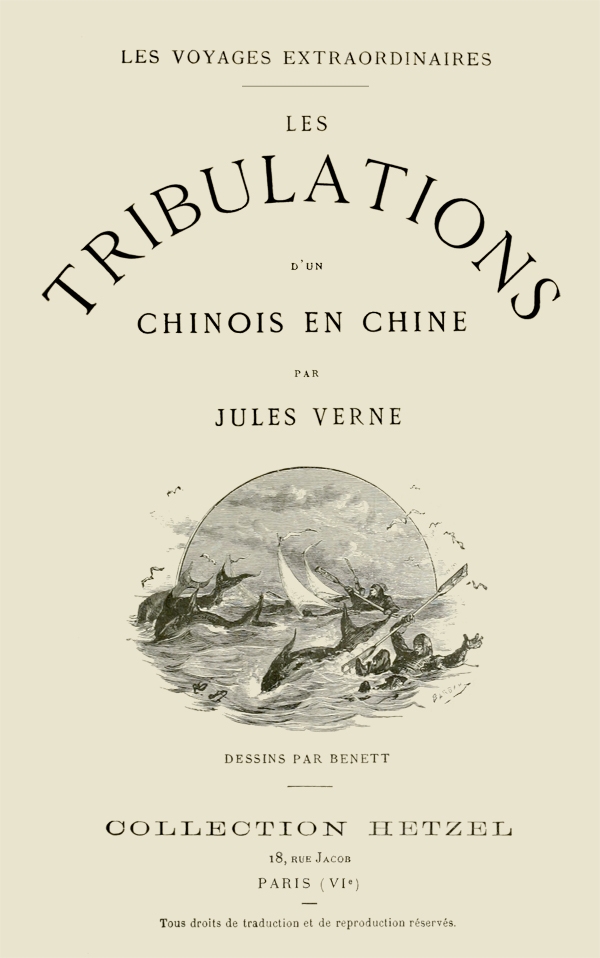 LES VOYAGES EXTRAORDINAIRES
LES
TRIBULATIONS
D'UN
CHINOIS EN CHINE
PAR
JULES VERNE
DESSINS PAR BENETT
COLLECTION HETZEL
18, RUE JACOB
PARIS (VIe)
Tous droits de traduction et de reproduction réservés.